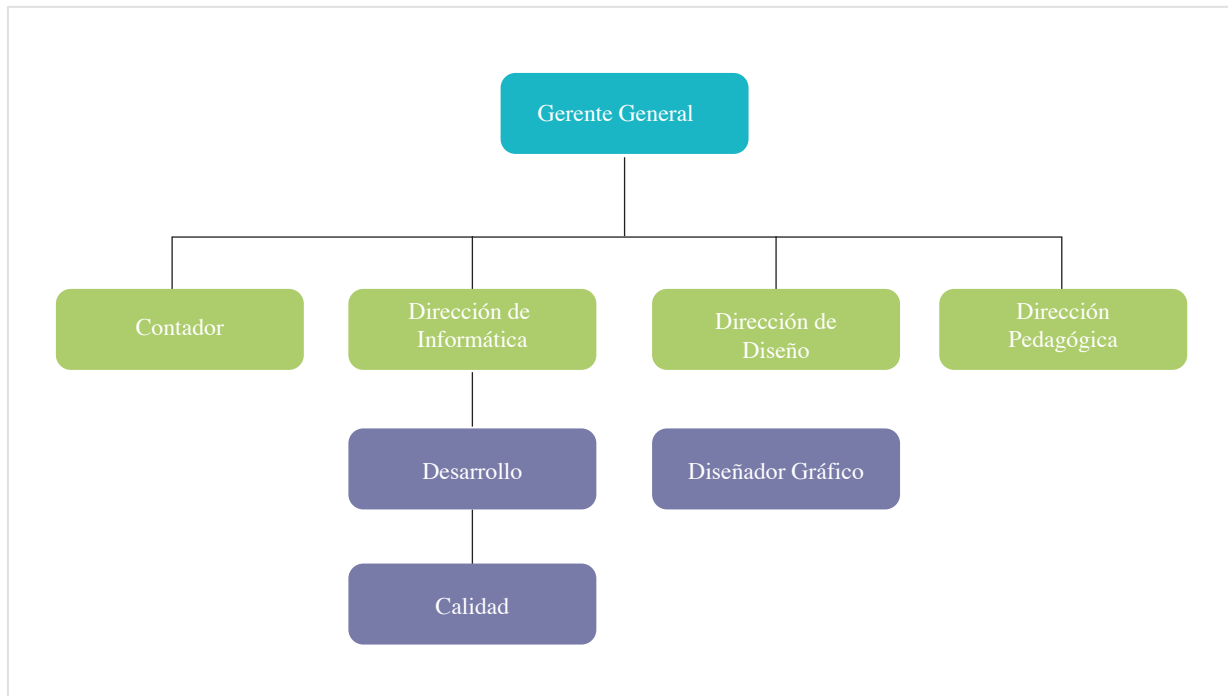 Gerente General
Contador
Dirección de
Informática
Dirección de
Diseño
Dirección
Pedagógica
Desarrollo
Diseñador Gráfico
Calidad